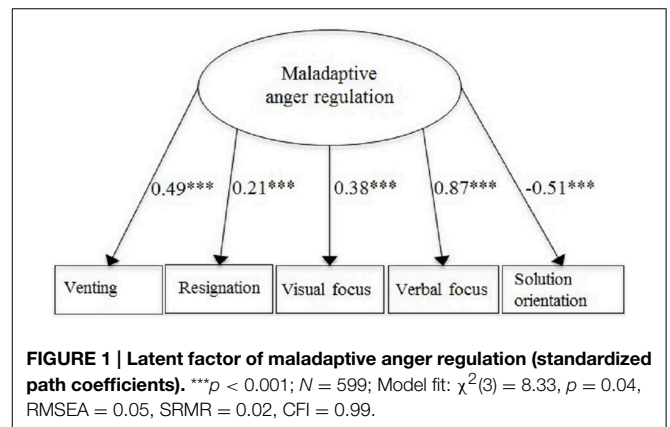 Maladaptive
anger regulation
0.49*** 0.21*** 0.38*** 0.87*** -0.51***
Venting Resignation Visual focus Verbal focus Solution
orientation
FIGURE 1 | Latent factor of maladaptive anger regulation (standardized
path coefficients). ***p < 0.001; N = 599; Model fit: χ²(3) = 8.33, p = 0.04,
RMSEA = 0.05, SRMR = 0.02, CFI = 0.99.